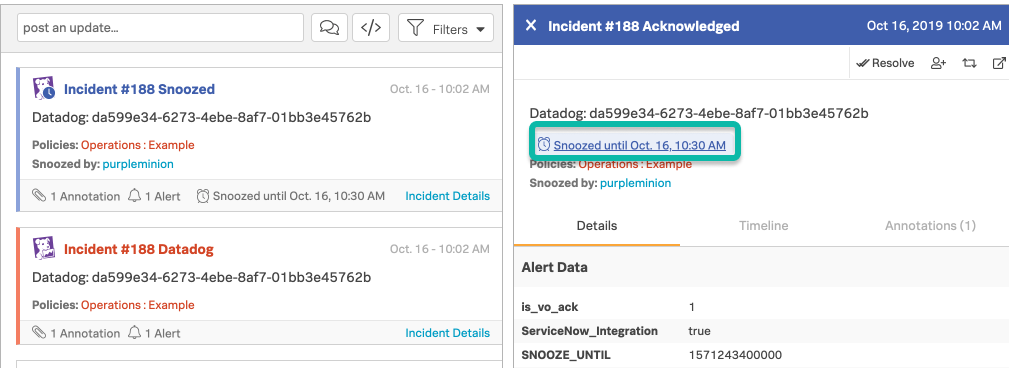 post an update...
Filters
Incident #188 Snoozed
Oct. 16 - 10:02 AM
Datadog: da599e34-6273-4ebe-8af7-01bb3e45762b
Policies: Operations : Example
Snoozed by: purpleminion
1 Annotation 1 Alert Snoozed until Oct. 16, 10:30 AM Incident Details
Incident #188 Datadog
Oct. 16 - 10:02 AM
Datadog: da599e34-6273-4ebe-8af7-01bb3e45762b
Policies: Operations : Example
1 Annotation 1 Alert Incident Details
Incident #188 Acknowledged
Oct 16, 2019 10:02 AM
Resolve
Datadog: da599e34-6273-4ebe-8af7-01bb3e45762b
Snoozed until Oct. 16, 10:30 AM
Policies: Operations : Example
Snoozed by: purpleminion
Details Timeline Annotations (1)
Alert Data
is_vo_ack 1
ServiceNow_Integration true
SNOOZE_UNTIL 1571243400000